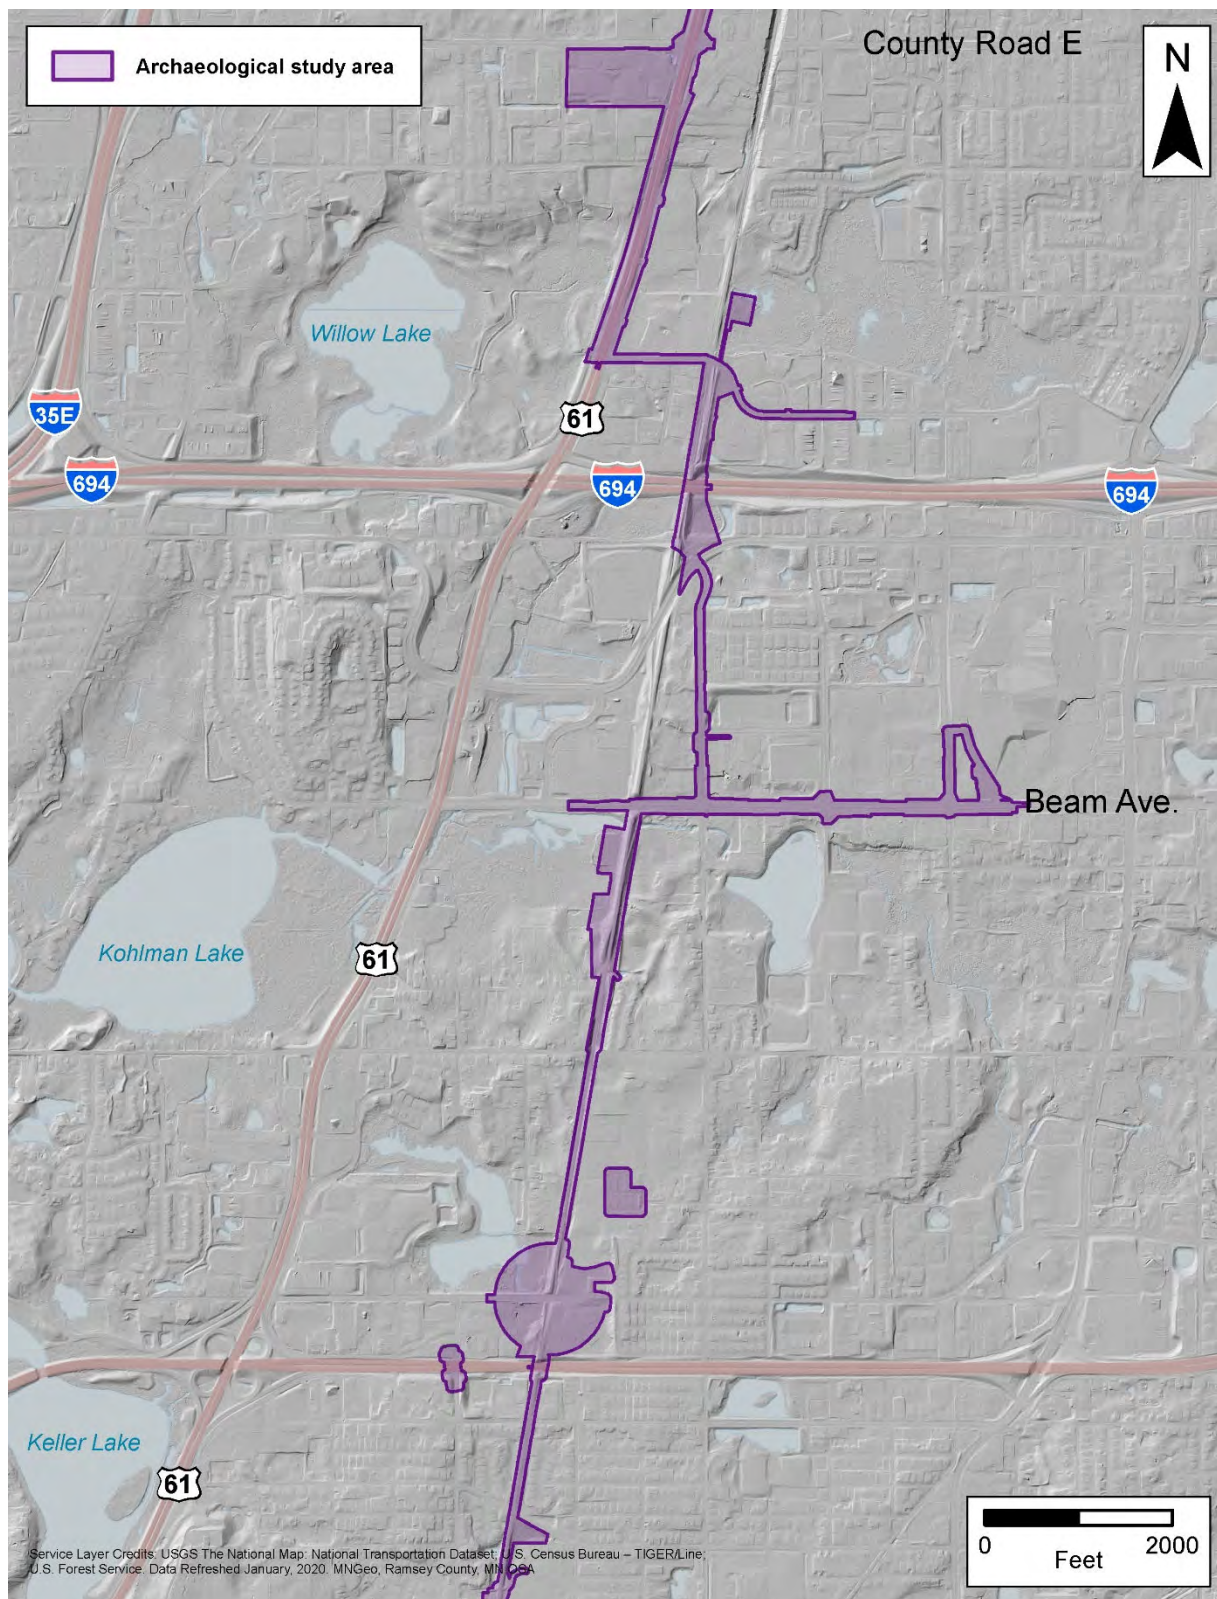 Archaeological study area
County Road E
N
Willow Lake
35E
61
694
694
694
Beam Ave.
Kohlman Lake
61
Keller Lake
61
0 2000
Feet
Service Layer Credits: USGS The National Map: National Transportation Dataset; U.S. Census Bureau – TIGER/Line;
U.S. Forest Service. Data Refreshed January, 2020. MNGeo, Ramsey County, MN OSA